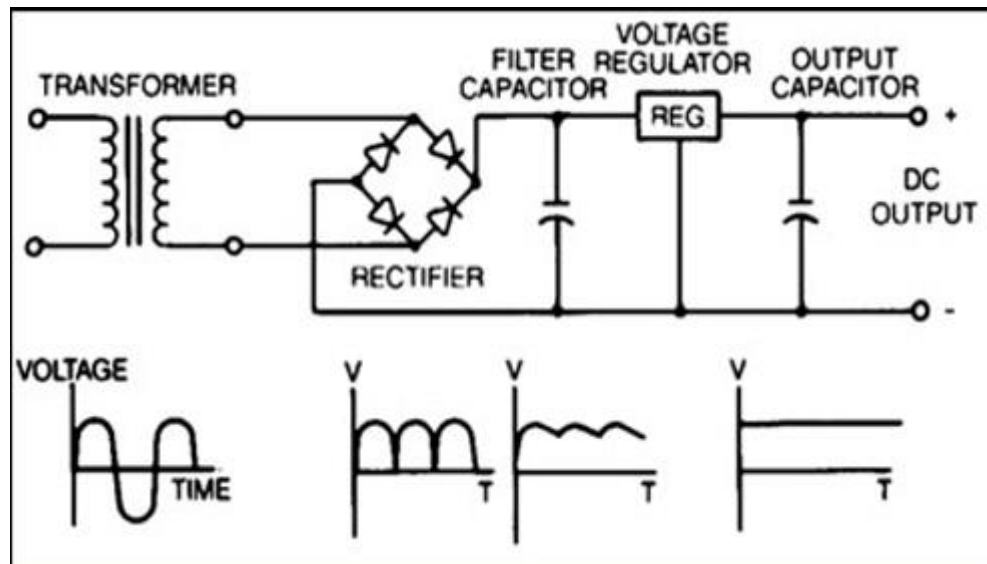 TRANSFORMER
FILTER
CAPACITOR
VOLTAGE
REGULATOR
REG.
OUTPUT
CAPACITOR
+
DC
OUTPUT
-
RECTIFIER
VOLTAGE
TIME
V
T
V
T
V
T